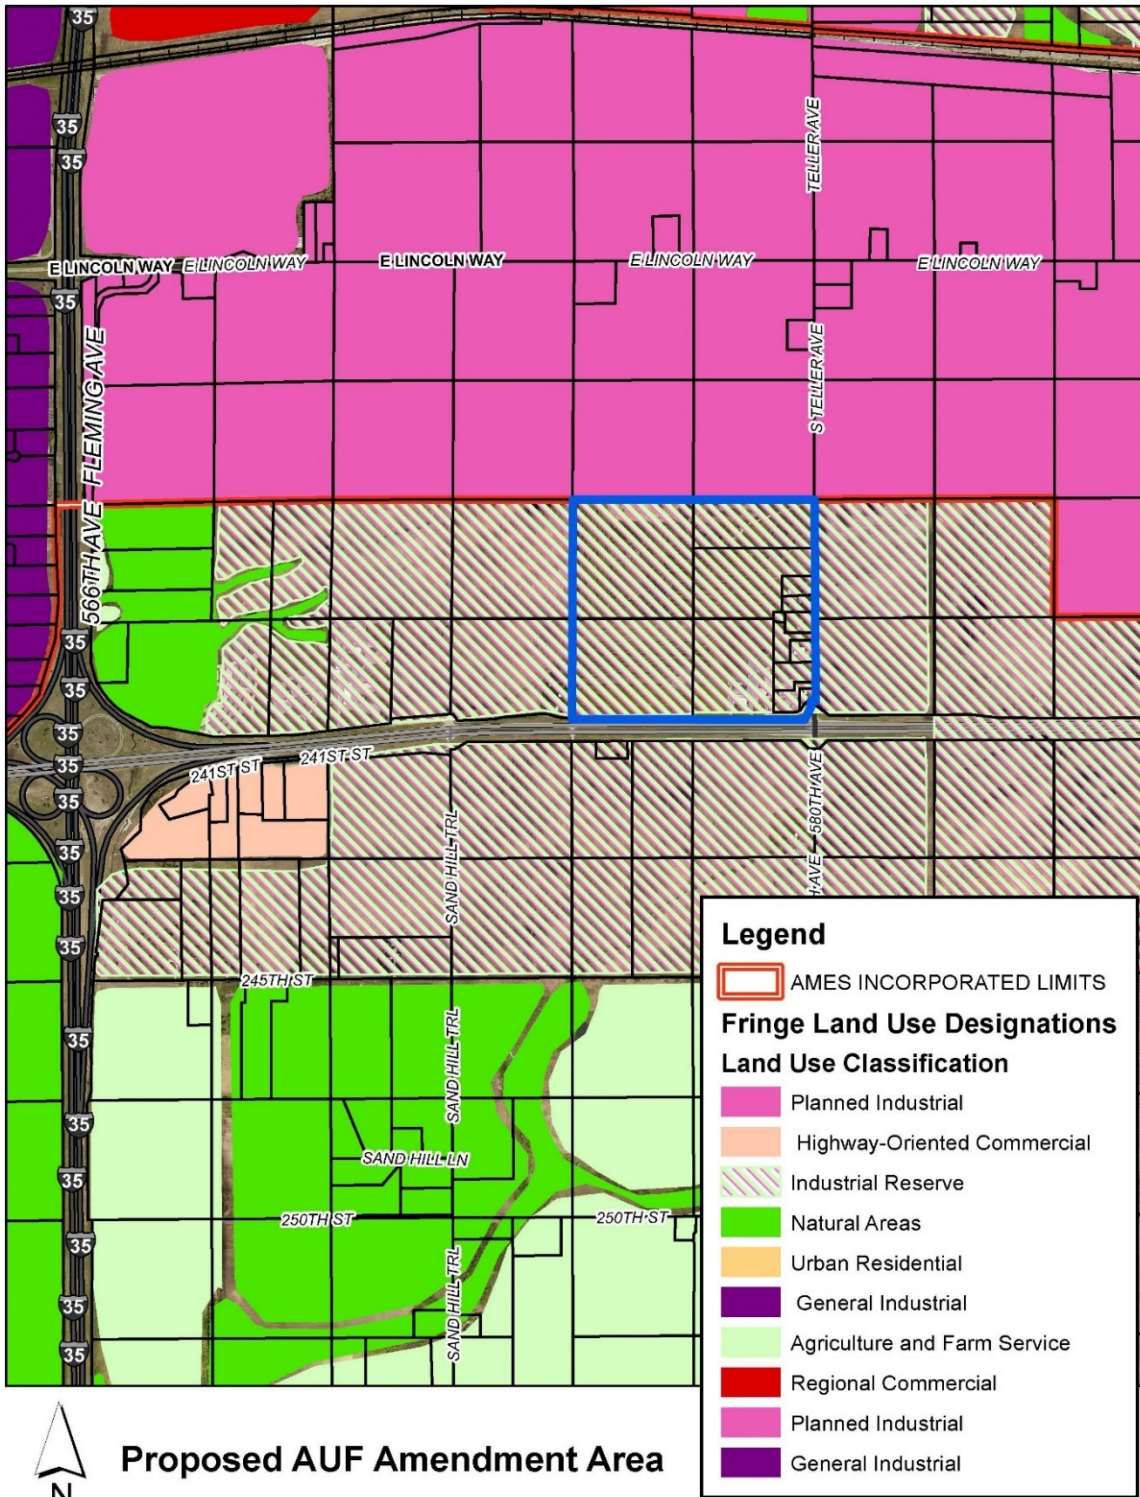 35
35
35
TELLER AVE
E LINCOLN WAY
E LINCOLN WAY
E LINCOLN WAY
E LINCOLN WAY
E LINCOLN WAY
35
S TELLER AVE
566TH AVE
FLEMING AVE
35
35
35
35
241ST ST
241ST ST
35
580TH AVE
35
SAND HILL TRL
H AVE
35
35
245TH ST
SAND HILL TRL
35
35
SAND HILL LN
35
250TH ST
250TH ST
35
SAND HILL TRL
35
35
Legend
AMES INCORPORATED LIMITS
Fringe Land Use Designations
Land Use Classification
Planned Industrial
Highway-Oriented Commercial
Industrial Reserve
Natural Areas
Urban Residential
General Industrial
Agriculture and Farm Service
Regional Commercial
Planned Industrial
General Industrial
N
Proposed AUF Amendment Area